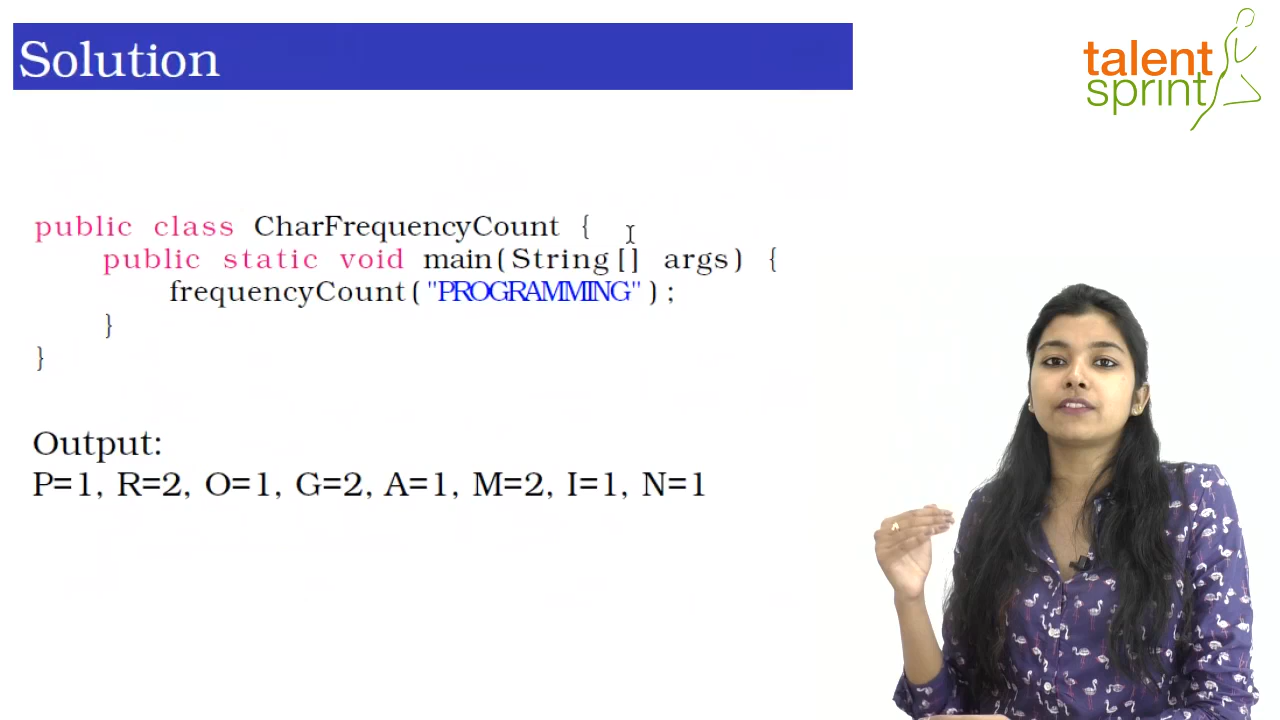 Solution
talent
sprint
public class CharFrequencyCount {
public static void main(String[] args) {
frequencyCount("PROGRAMMING");
}
}
Output:
P=1, R=2, O=1, G=2, A=1, M=2, I=1, N=1